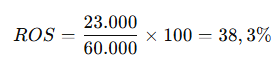 ROS = 23.000 / 60.000 × 100 = 38,3%